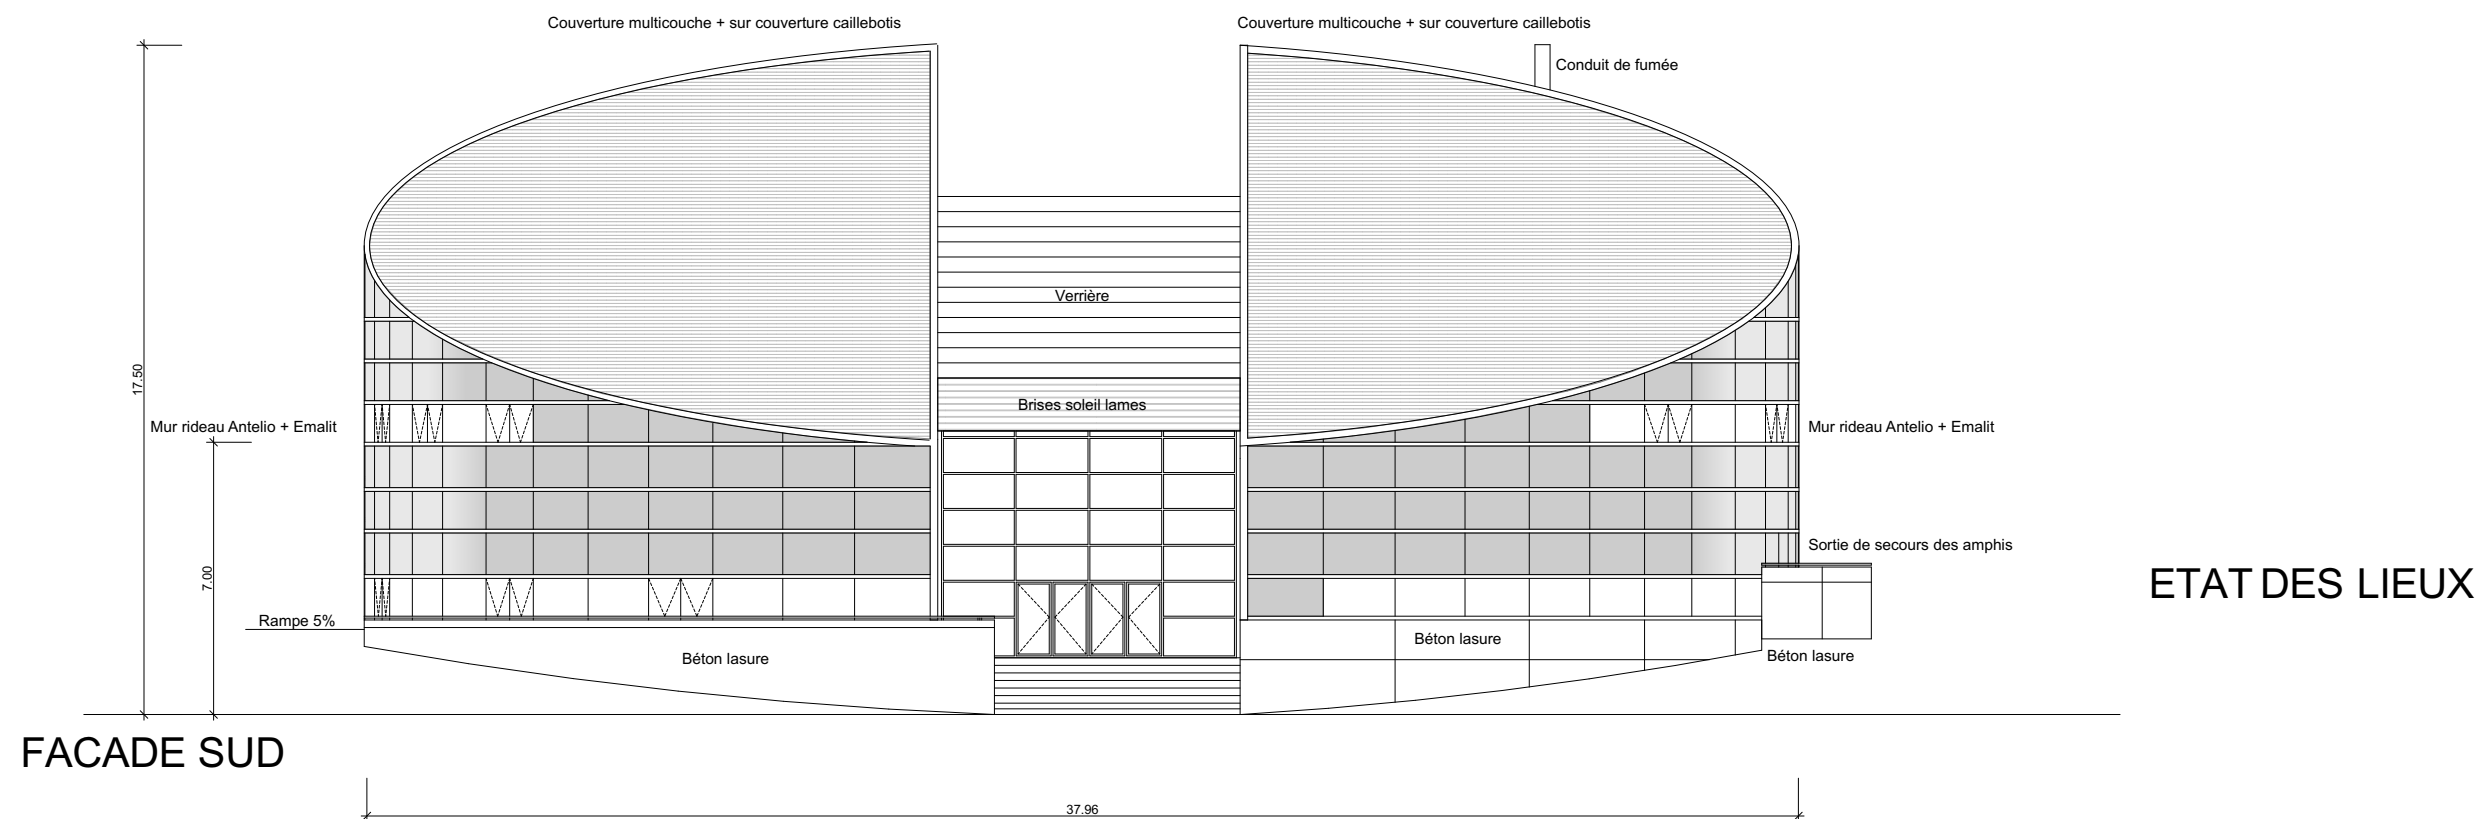 Couverture multicouche + sur couverture caillebotis
Couverture multicouche + sur couverture caillebotis
Conduit de fumée
Verrière
17.50
Brises soleil lames
Mur rideau Antelio + Emalit
Mur rideau Antelio + Emalit
Sortie de secours des amphis
7.00
ETAT DES LIEUX
Rampe 5%
Béton lasure
Béton lasure
Béton lasure
FACADE SUD
37.96